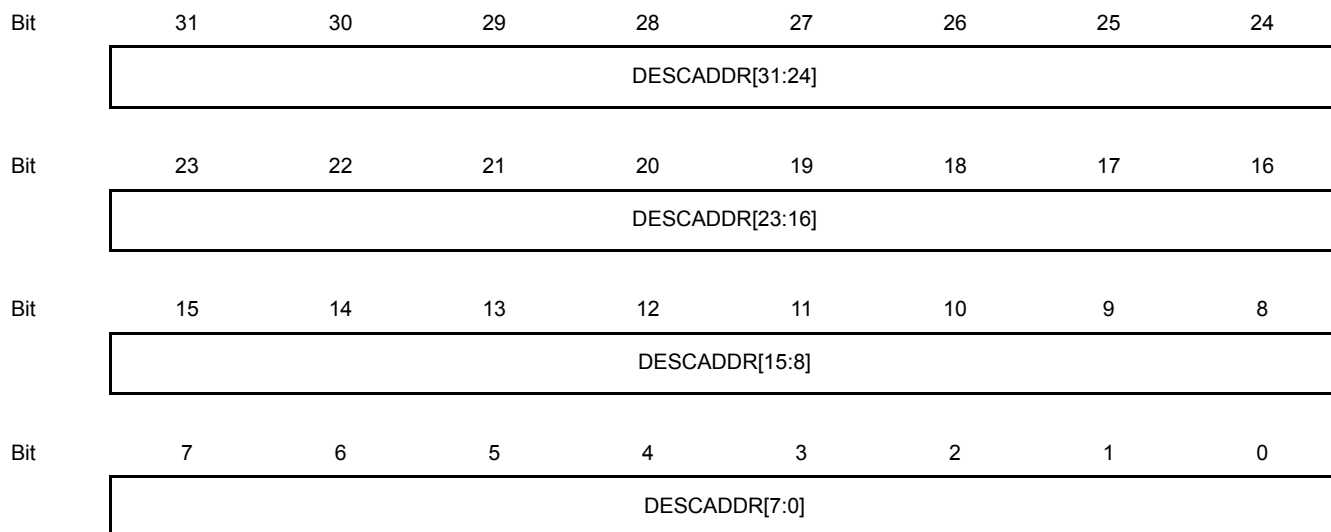 Bit 31 30 29 28 27 26 25 24
DESCADDR[31:24]
Bit 23 22 21 20 19 18 17 16
DESCADDR[23:16]
Bit 15 14 13 12 11 10 9 8
DESCADDR[15:8]
Bit 7 6 5 4 3 2 1 0
DESCADDR[7:0]